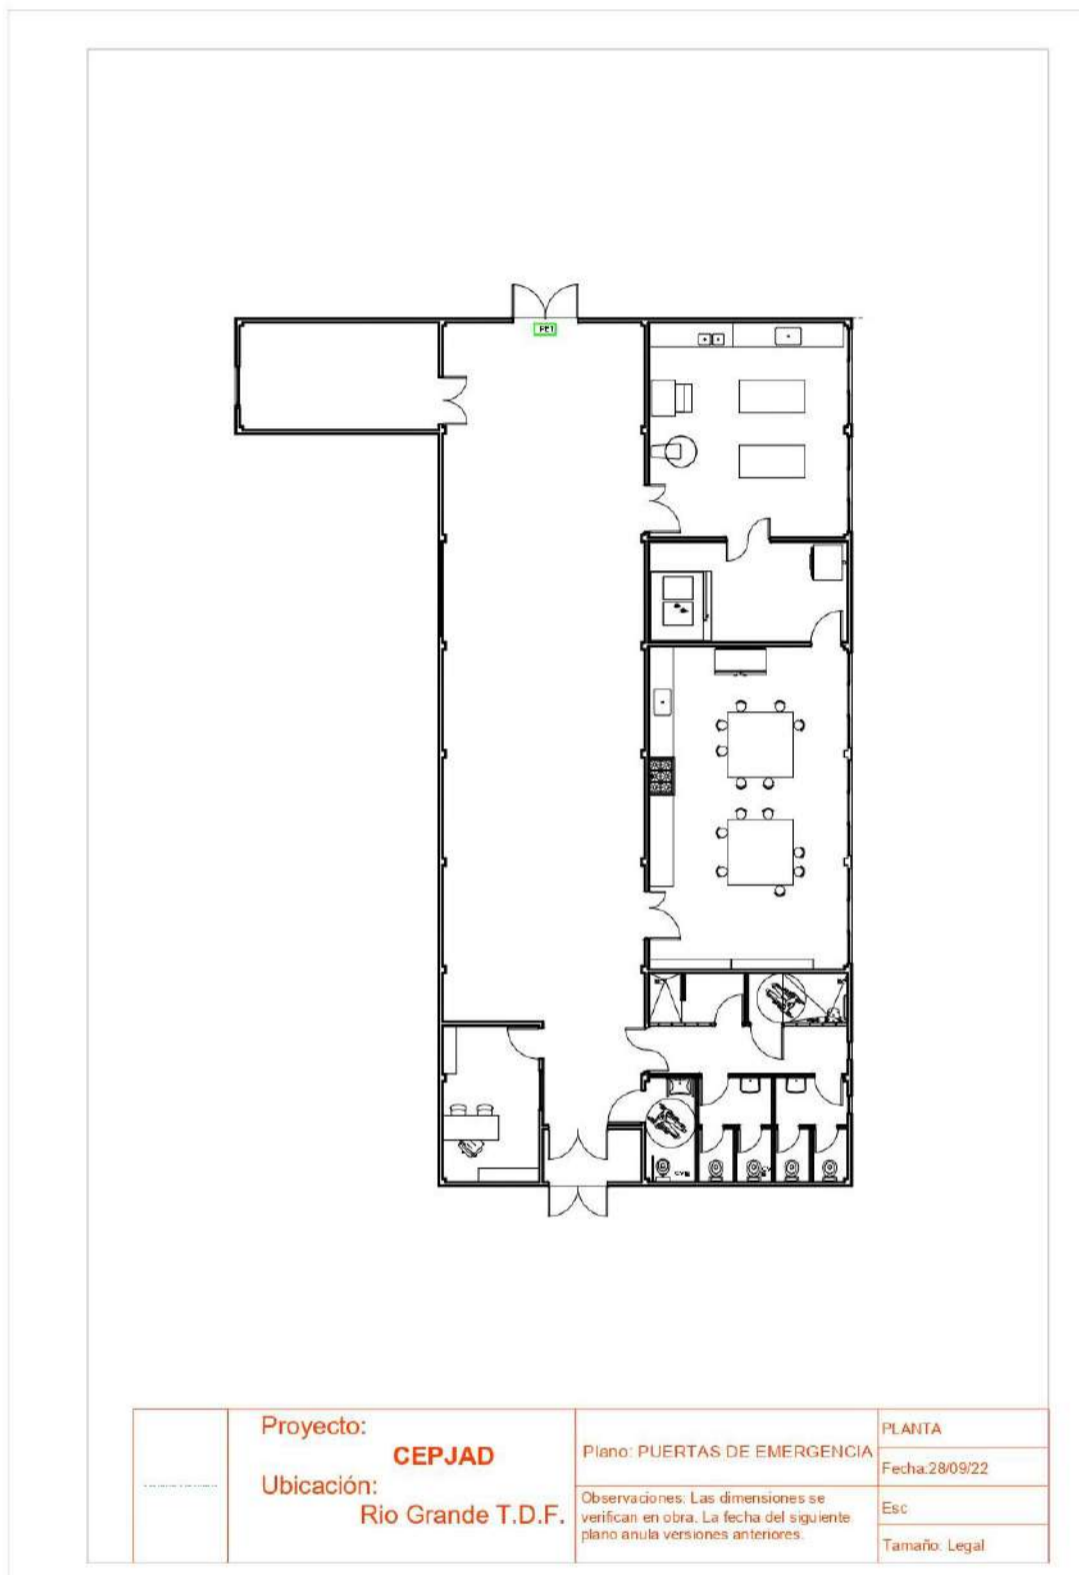 PE1
Proyecto:
CEPJAD
Ubicación:
Rio Grande T.D.F.
Plano: PUERTAS DE EMERGENCIA
Observaciones: Las dimensiones se
verifican en obra. La fecha del siguiente
plano anula versiones anteriores.
PLANTA
Fecha:28/09/22
Esc
Tamaño: Legal